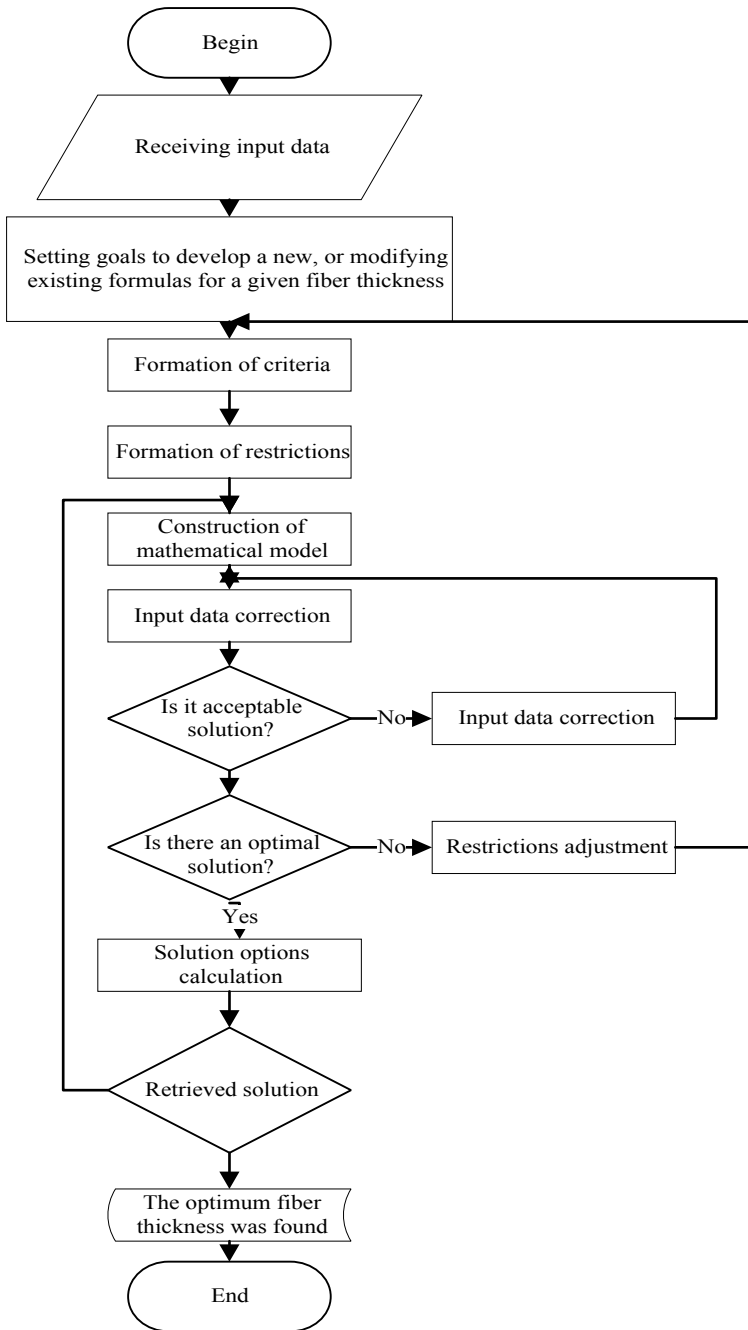 Begin
Receiving input data
Setting goals to develop a new, or modifying
existing formulas for a given fiber thickness
Formation of criteria
Formation of restrictions
Construction of
mathematical model
Input data correction
Is it acceptable
solution?
No
Input data correction
Is there an optimal
solution?
No
Restrictions adjustment
Yes
Solution options
calculation
Retrieved solution
The optimum fiber
thickness was found
End